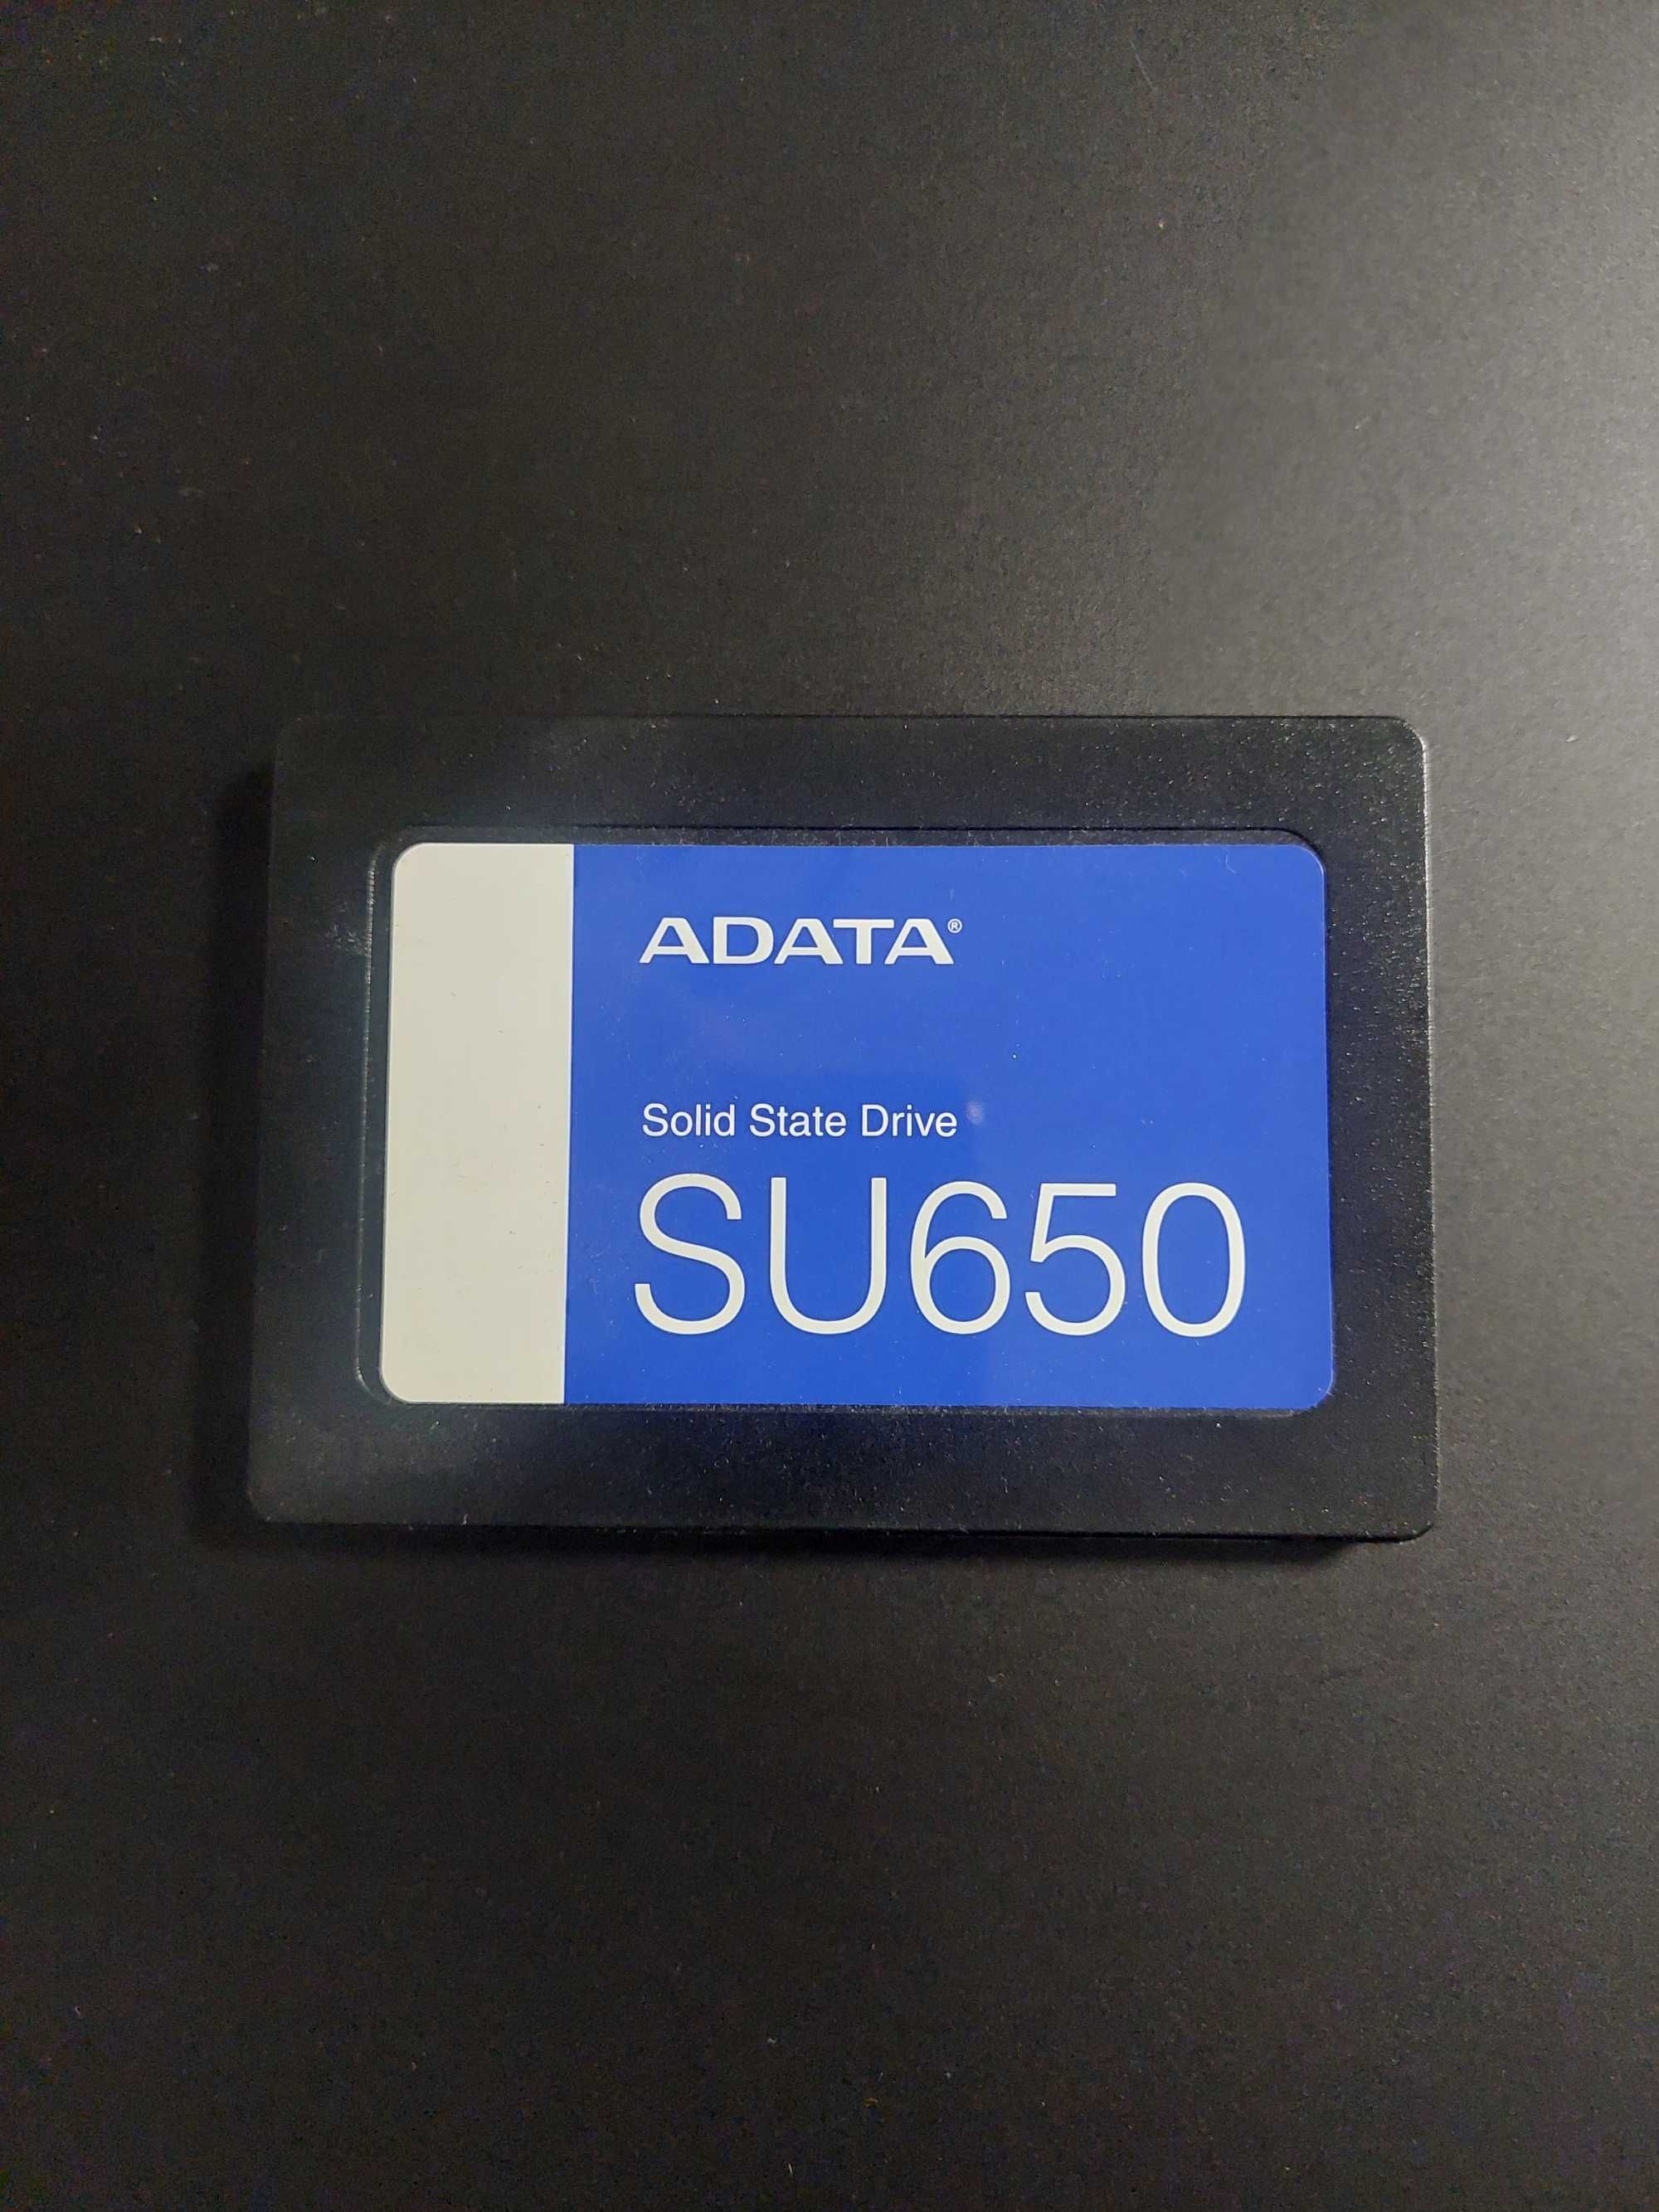 ADATA®
Solid State Drive
SU650